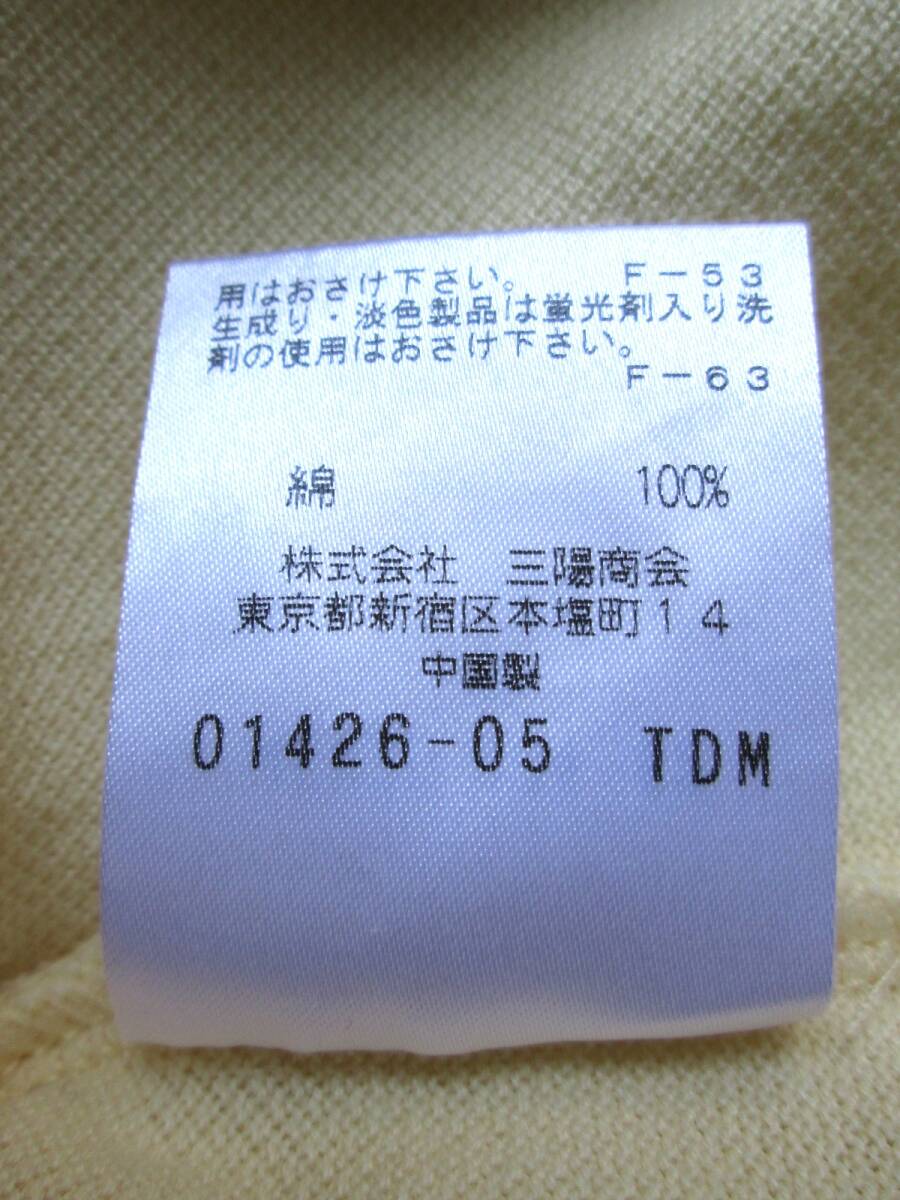 用はおさけ下さい。 F－53
生成り・淡色製品は蛍光剤入り洗
剤の使用はおさけ下さい。
F－63
綿 100%
株式会社 三陽商会
東京都新宿区本塩町14
中国製
01426-05 TDM